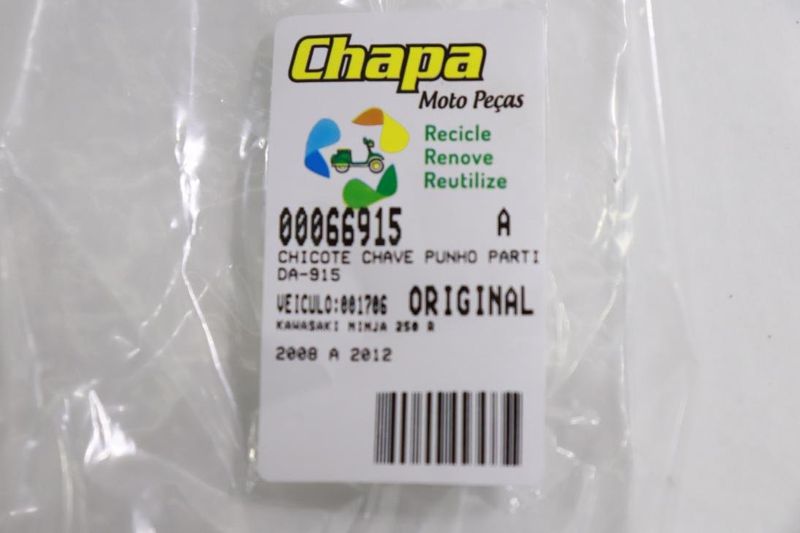 Chapa
Moto Peças
Recicle
Renove
Reutilize
00066915 A
CHICOTE CHAVE PUNHO PARTI
DA-915
VEICULO:001706 ORIGINAL
KAWASAKI NINJA 250 R
2008 A 2012